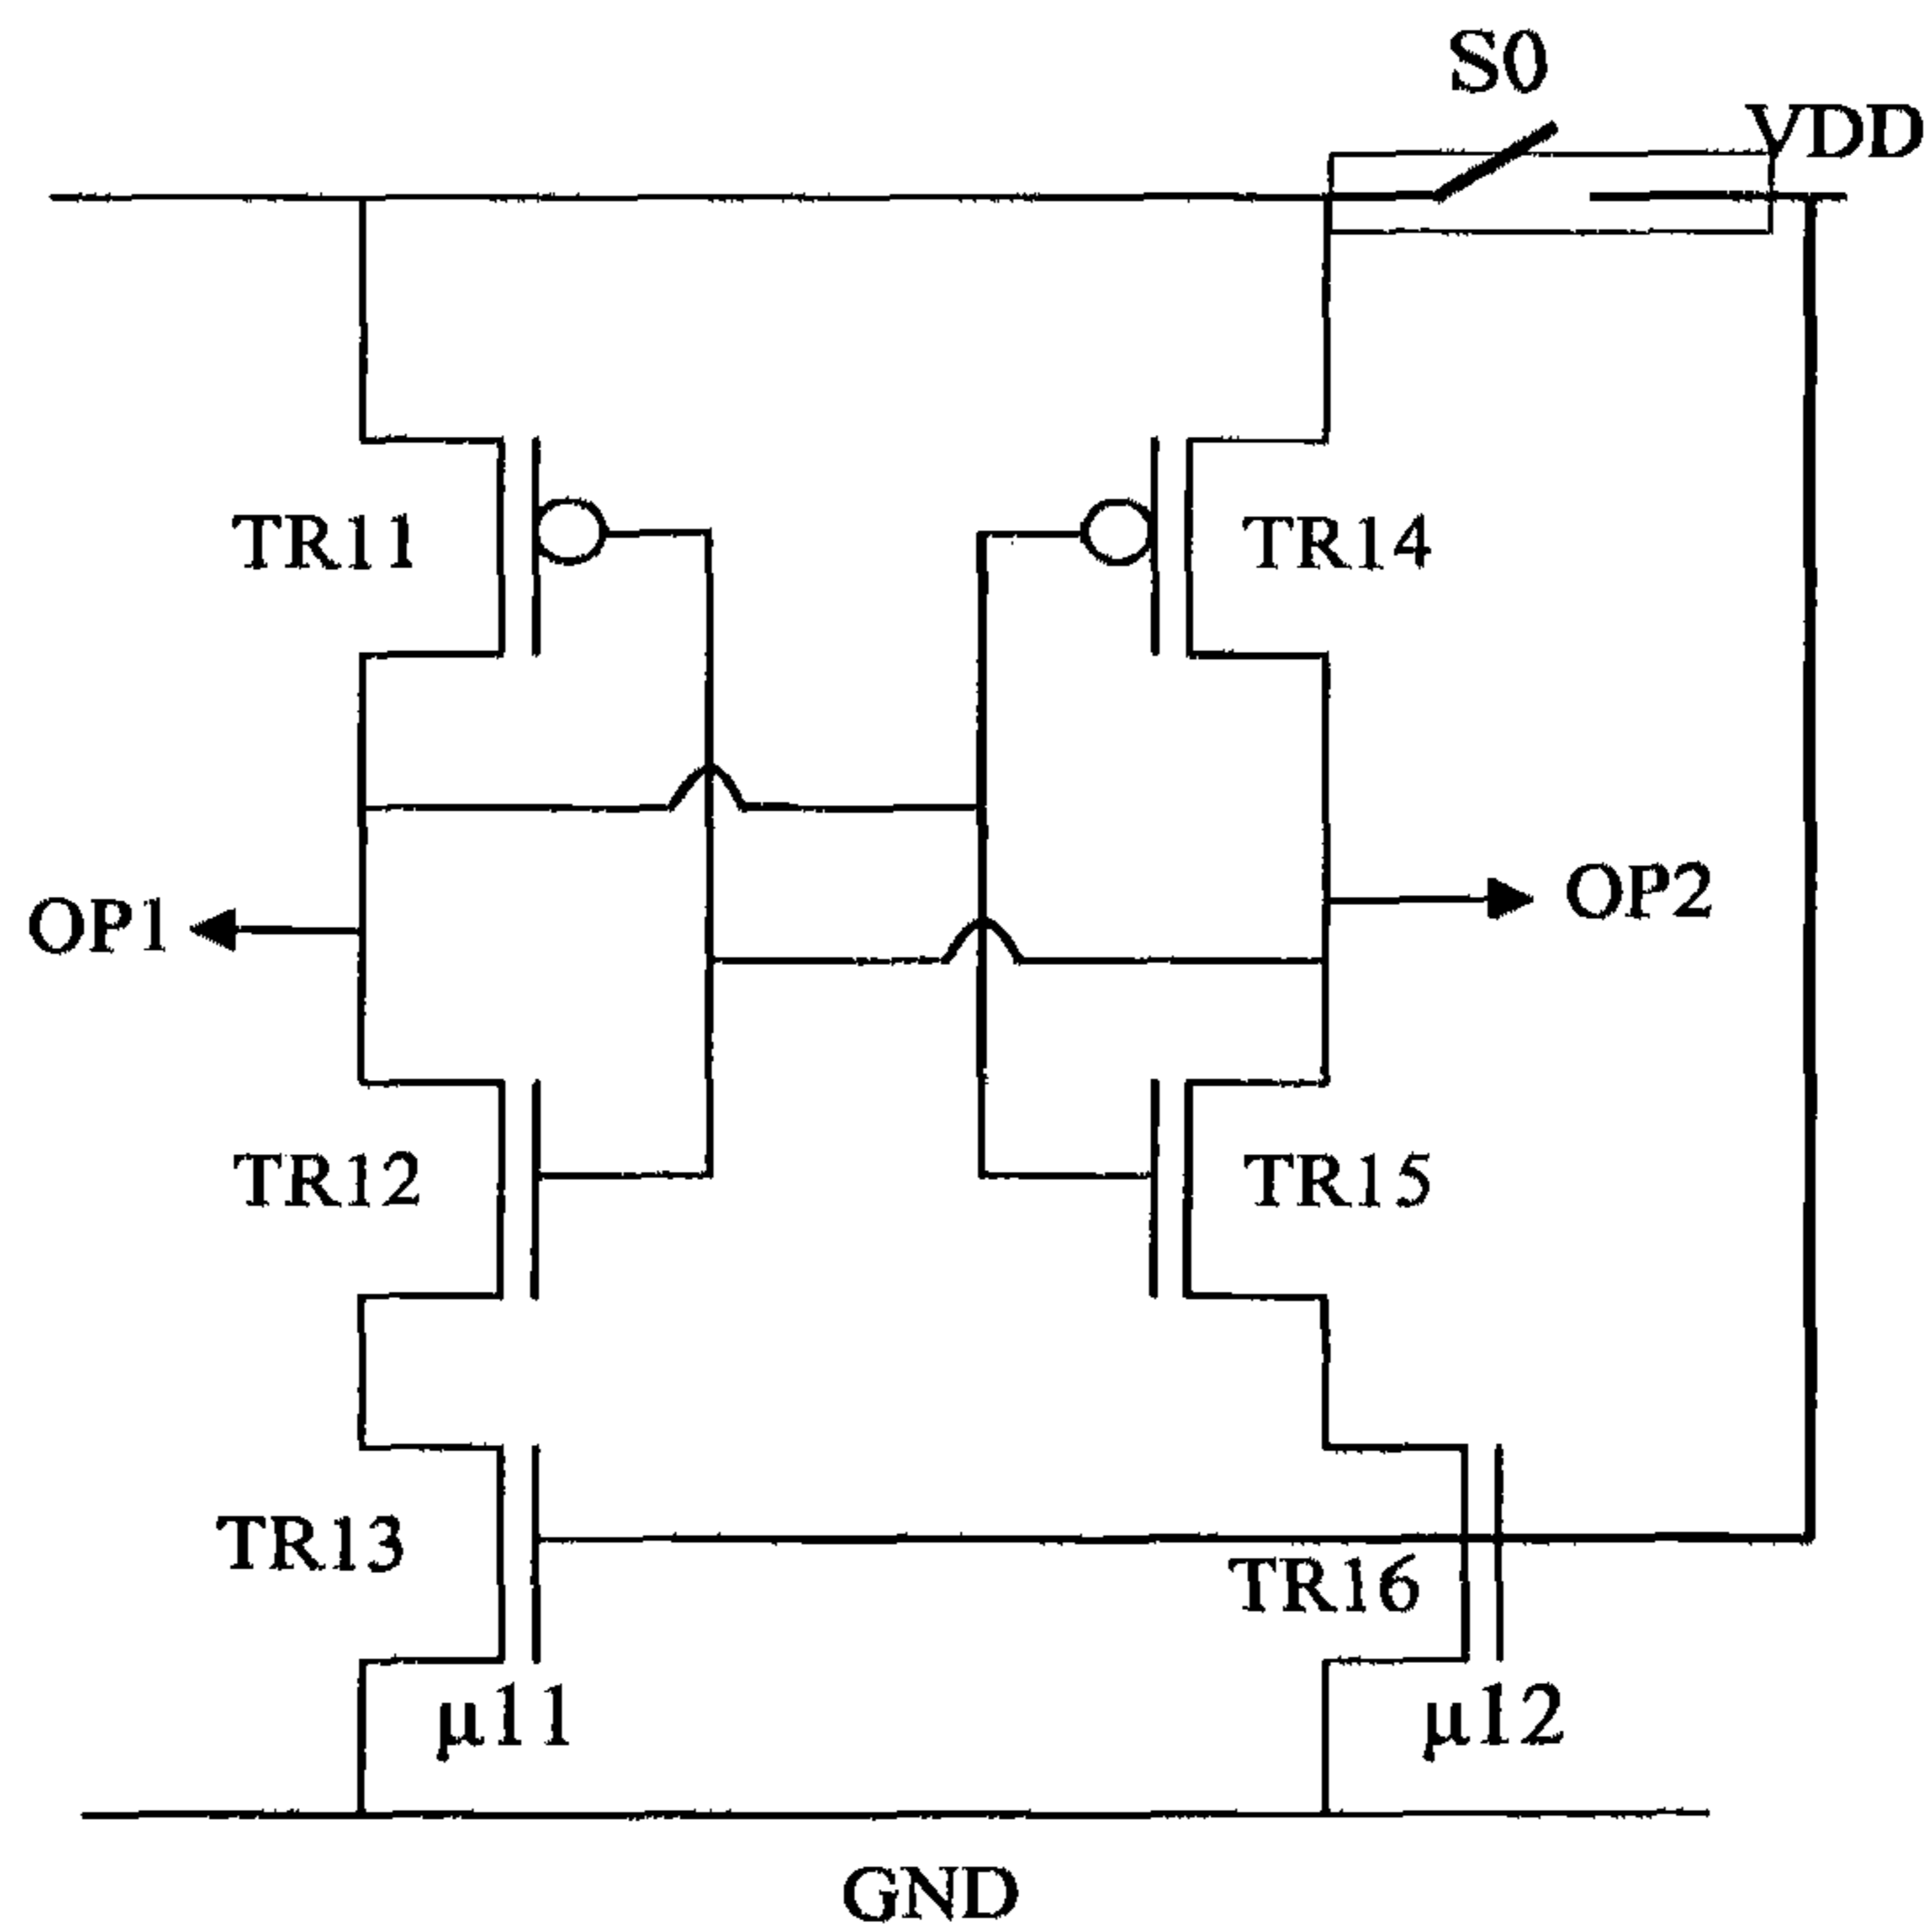 S0
VDD
TR11
TR14
OP1
OP2
TR12
TR15
TR13
TR16
µ11
µ12
GND